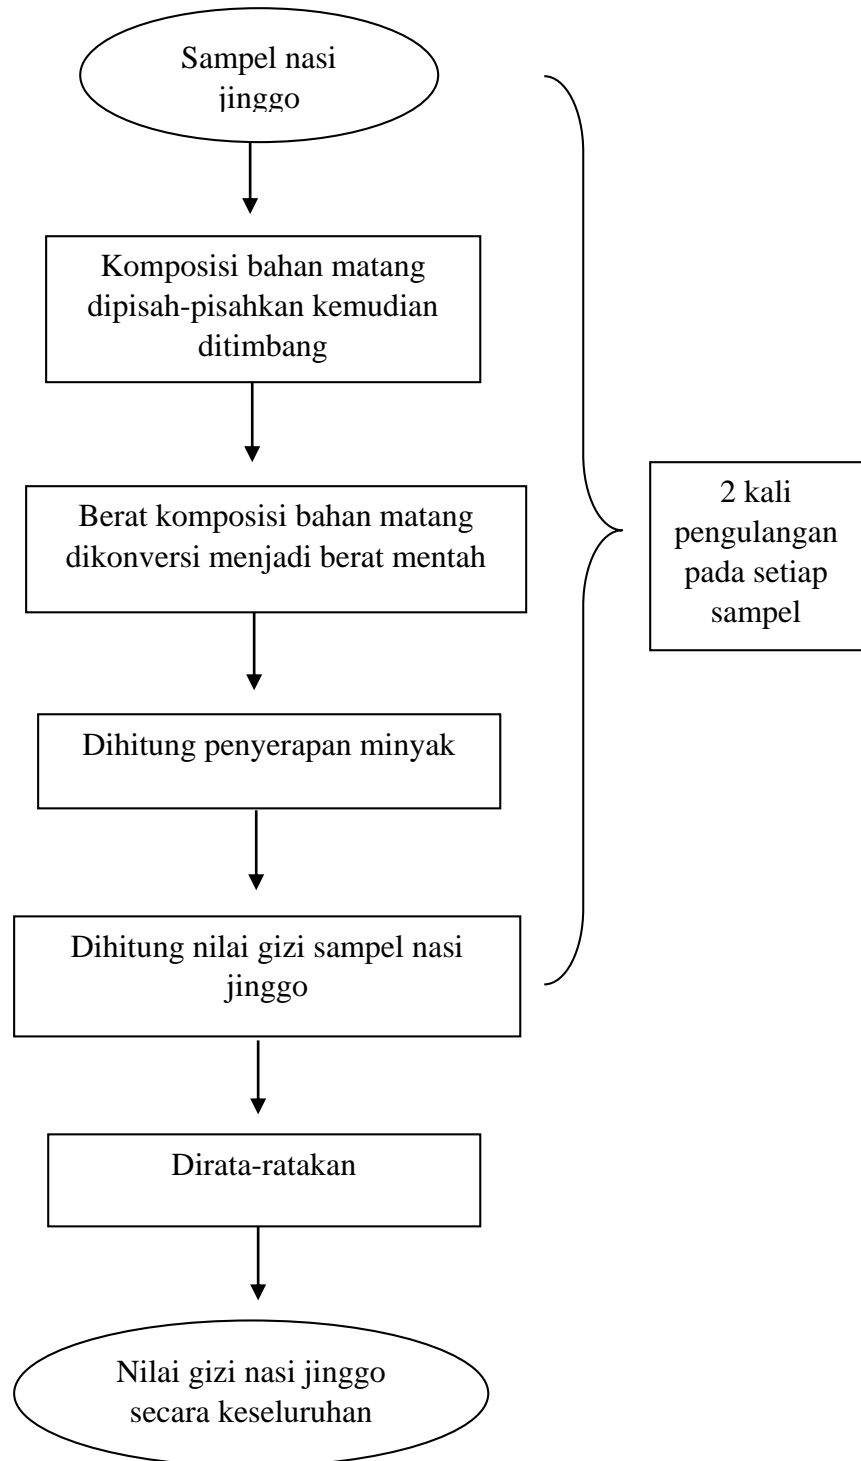 Sampel nasi
jinggo
Komposisi bahan matang
dipisah-pisahkan kemudian
ditimbang
Berat komposisi bahan matang
dikonversi menjadi berat mentah
Dihitung penyerapan minyak
Dihitung nilai gizi sampel nasi
jinggo
Dirata-ratakan
Nilai gizi nasi jinggo
secara keseluruhan
2 kali
pengulangan
pada setiap
sampel